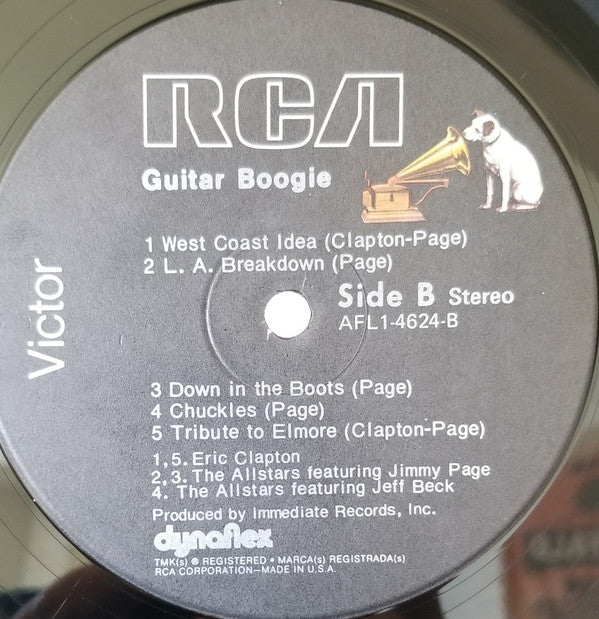 RCA
Guitar Boogie
1 West Coast Idea (Clapton-Page)
2 L. A. Breakdown (Page)
Side B Stereo
AFL1-4624-B
Victor
3 Down in the Boots (Page)
4 Chuckles (Page)
5 Tribute to Elmore (Clapton-Page)
1,5. Eric Clapton
2,3. The Allstars featuring Jimmy Page
4. The Allstars featuring Jeff Beck
Produced by Immediate Records, Inc.
dynaflex
TMK(s) ® REGISTERED • MARCA(s) REGISTRADA(s)
RCA CORPORATION—MADE IN U.S.A.